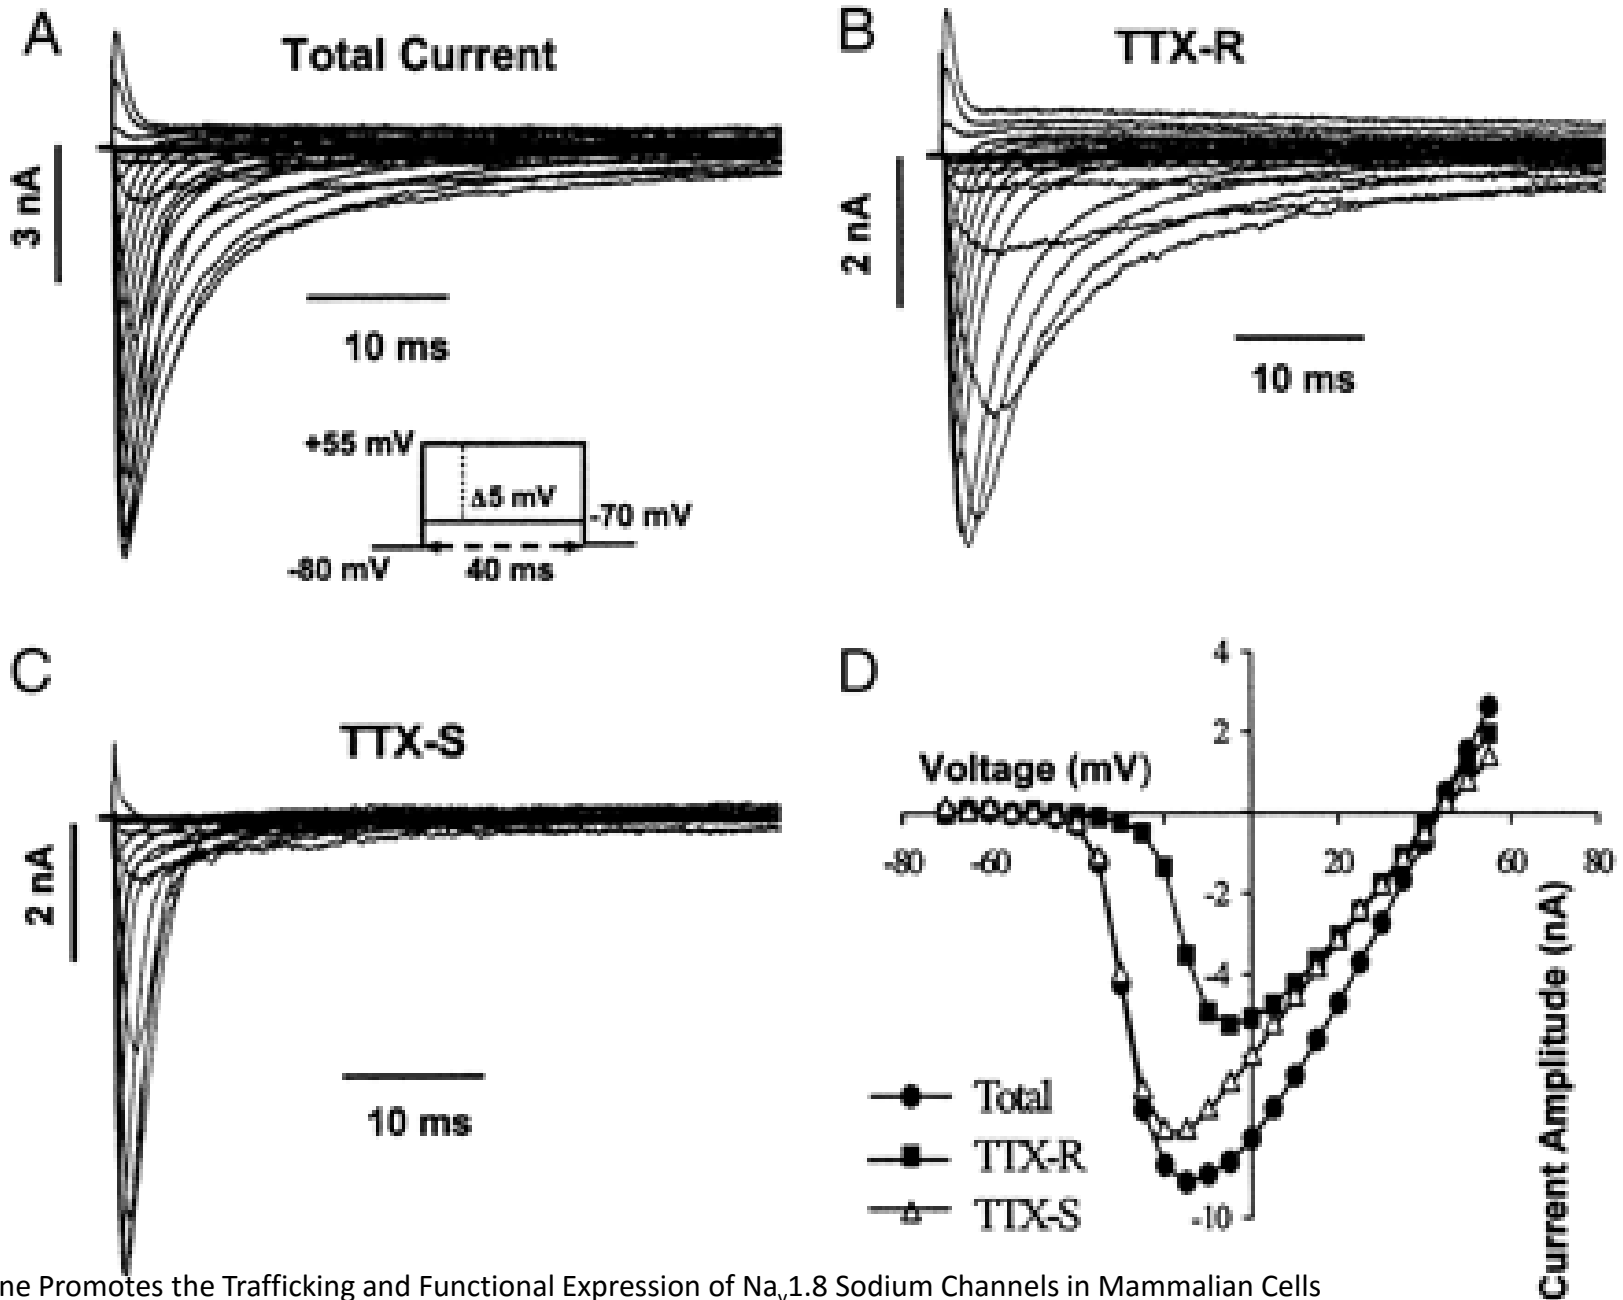 A
Total Current
3 nA
10 ms
+55 mV
Δ5 mV
-70 mV
-80 mV
40 ms
B
TTX-R
2 nA
10 ms
C
TTX-S
2 nA
10 ms
D
4
2
Voltage (mV)
-80
-60
20
60
80
-2
-4
-10
Total
TTX-R
TTX-S
Current Amplitude (nA)
ne Promotes the Trafficking and Functional Expression of Nav1.8 Sodium Channels in Mammalian Cells